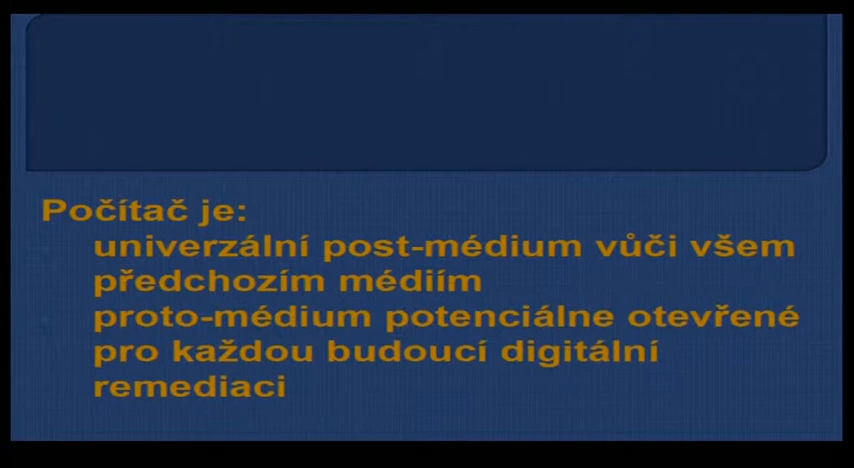 Počítač je:
univerzální post-médium vůči všem
předchozím médiím
proto-médium potenciálne otevřené
pro každou budoucí digitální
remediaci